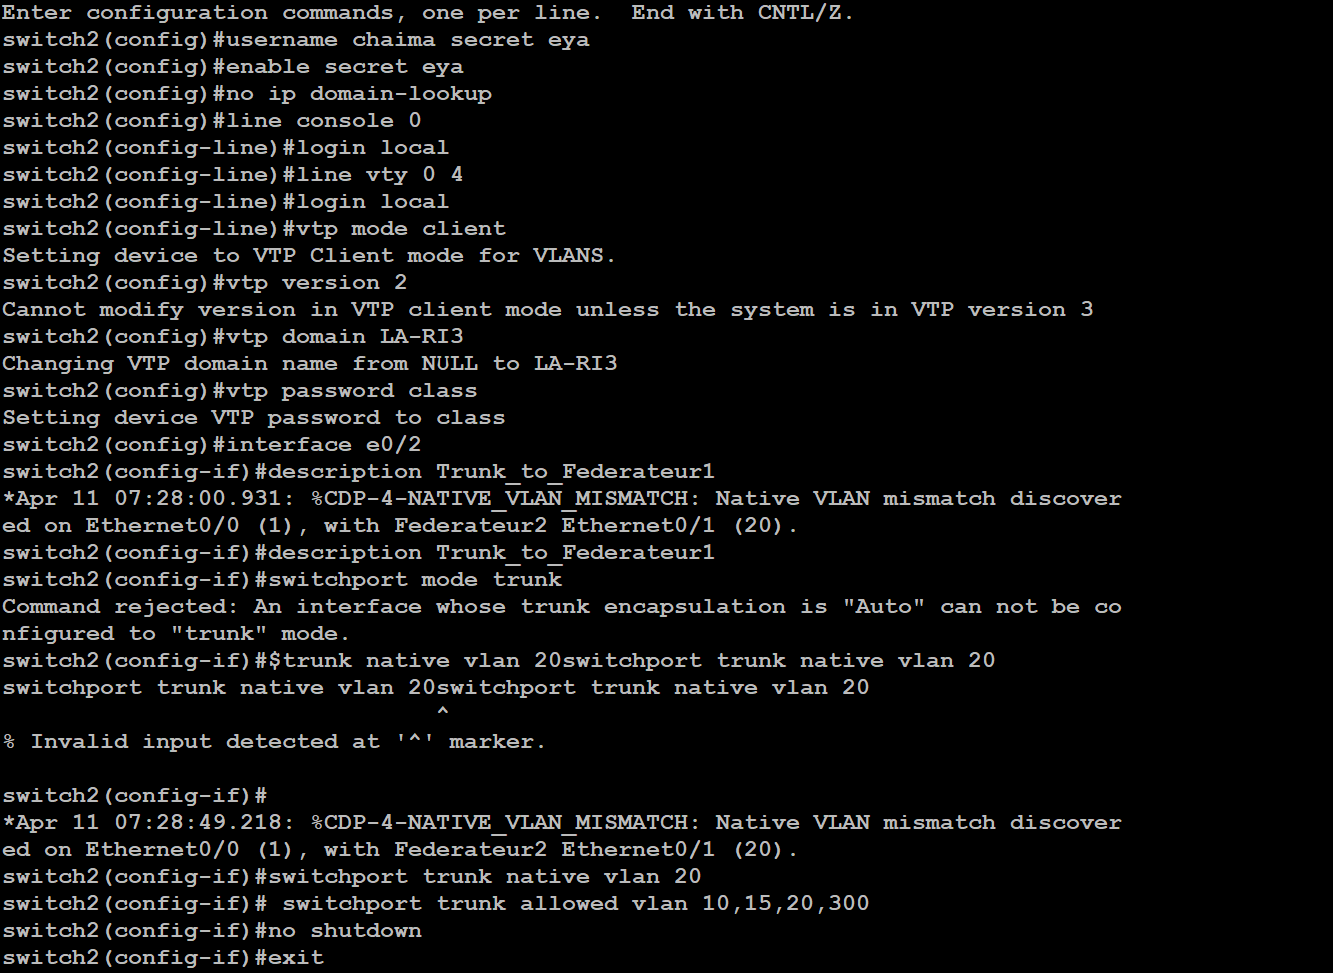 Enter configuration commands, one per line.  End with CNTL/Z.
switch2(config)#username chaima secret eya
switch2(config)#enable secret eya
switch2(config)#no ip domain-lookup
switch2(config)#line console 0
switch2(config-line)#login local
switch2(config-line)#line vty 0 4
switch2(config-line)#login local
switch2(config-line)#vtp mode client
Setting device to VTP Client mode for VLANS.
switch2(config)#vtp version 2
Cannot modify version in VTP client mode unless the system is in VTP version 3
switch2(config)#vtp domain LA-RI3
Changing VTP domain name from NULL to LA-RI3
switch2(config)#vtp password class
Setting device VTP password to class
switch2(config)#interface e0/2
switch2(config-if)#description Trunk_to_Federateur1
*Apr 11 07:28:00.931: %CDP-4-NATIVE_VLAN_MISMATCH: Native VLAN mismatch discover
ed on Ethernet0/0 (1), with Federateur2 Ethernet0/1 (20).
switch2(config-if)#description Trunk_to_Federateur1
switch2(config-if)#switchport mode trunk
Command rejected: An interface whose trunk encapsulation is "Auto" can not be co
nfigured to "trunk" mode.
switch2(config-if)#$trunk native vlan 20switchport trunk native vlan 20
switchport trunk native vlan 20switchport trunk native vlan 20
                               ^
% Invalid input detected at '^' marker.

switch2(config-if)#
*Apr 11 07:28:49.218: %CDP-4-NATIVE_VLAN_MISMATCH: Native VLAN mismatch discover
ed on Ethernet0/0 (1), with Federateur2 Ethernet0/1 (20).
switch2(config-if)#switchport trunk native vlan 20
switch2(config-if)# switchport trunk allowed vlan 10,15,20,300
switch2(config-if)#no shutdown
switch2(config-if)#exit